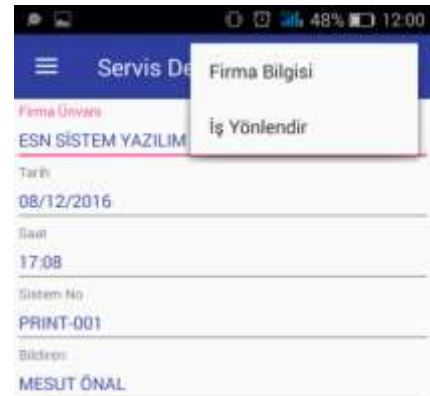 48% 12:00
Servis De
Firma Bilgisi
İş Yönlendir
Firma Ünvanı
ESN SİSTEM YAZILIM
Tarih
08/12/2016
Saat
17:08
Sistem No
PRINT-001
Bildiren
MESUT ÖNAL